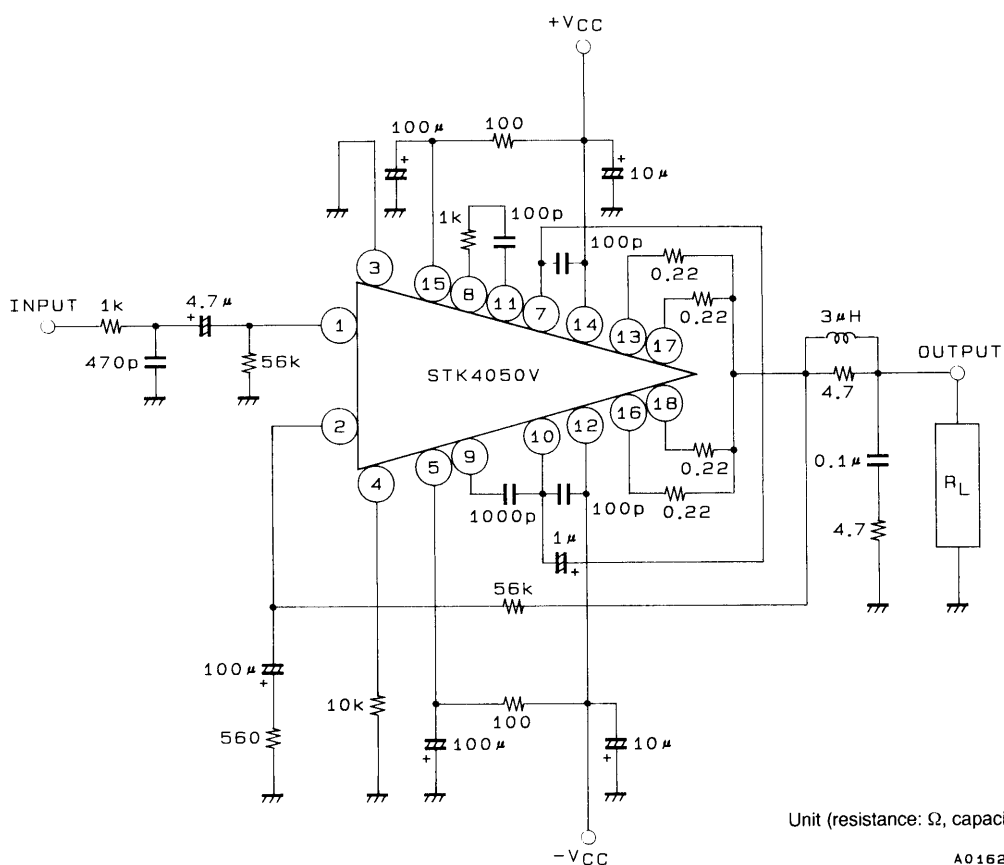 +VCC
100μ
100
+
+
10μ
1k
100p
100p
0.22
0.22
3
15
8
11
7
14
13
17
3μH
INPUT
1k
4.7μ
+
470p
56k
1
STK4050V
OUTPUT
4.7
2
4
5
9
10
12
16
18
0.22
0.22
1000p
100p
1μ
+
0.1μ
4.7
RL
56k
100μ
+
560
10k
100
100μ
+
10μ
+
-VCC
Unit (resistance: Ω, capaci
A0162